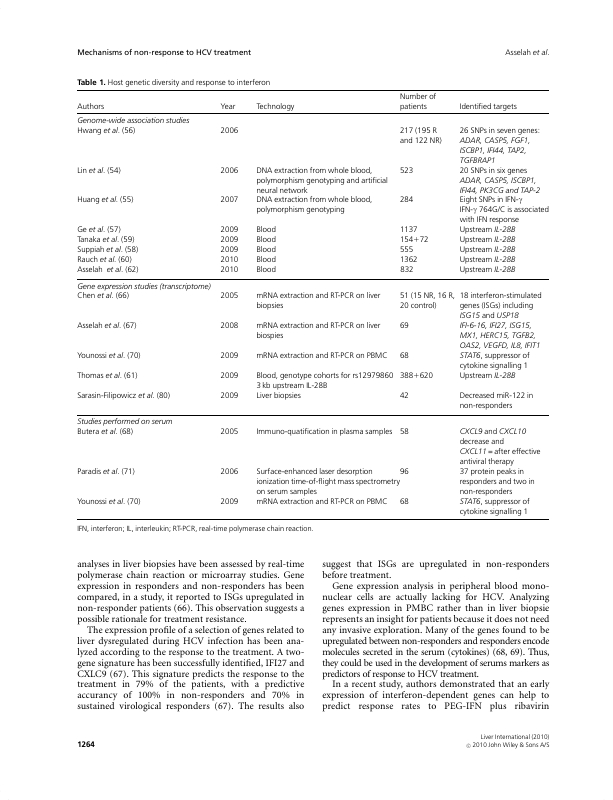 Mechanisms of non-response to HCV treatment
Asselah et al.
Table 1. Host genetic diversity and response to interferon
Authors Year Technology Number of patients Identified targets
Genome-wide association studies
Hwang et al. (56) 2006 217 (195 R 26 SNPs in seven genes:
and 122 NR) ADAR, CASP5, FGF1,
ISCBP1, IFI44, TAP2,
TGFBRAP1
Lin et al. (54) 2006 DNA extraction from whole blood, 523 20 SNPs in six genes
polymorphism genotyping and artificial ADAR, CASP5, ISCBP1,
neural network IFI44, PK3CG and TAP-2
Huang et al. (55) 2007 DNA extraction from whole blood, 284 Eight SNPs in IFN-γ
polymorphism genotyping IFN-γ 764G/C is associated
with IFN response
Ge et al. (57) 2009 Blood 1137 Upstream IL-28B
Tanaka et al. (59) 2009 Blood 154+72 Upstream IL-28B
Suppiah et al. (58) 2009 Blood 555 Upstream IL-28B
Rauch et al. (60) 2010 Blood 1362 Upstream IL-28B
Asselah et al. (62) 2010 Blood 832 Upstream IL-28B
Gene expression studies (transcriptome)
Chen et al. (66) 2005 mRNA extraction and RT-PCR on liver 51 (15 NR, 16 R, 18 interferon-stimulated
biopsies 20 control) genes (ISGs) including
ISG15 and USP18
Asselah et al. (67) 2008 mRNA extraction and RT-PCR on liver 69 IFI-6-16, IFI27, ISG15,
biospies MX1, HERC15, TGFB2,
OAS2, VEGFD, IL8, IFIT1
Younossi et al. (70) 2009 mRNA extraction and RT-PCR on PBMC 68 STAT6, suppressor of
cytokine signalling 1
Thomas et al. (61) 2009 Blood, genotype cohorts for rs12979860 388+620 Upstream IL-28B
3 kb upstream IL-28B
Sarasin-Filipowicz et al. (80) 2009 Liver biopsies 42 Decreased miR-122 in
non-responders
Studies performed on serum
Butera et al. (68) 2005 Immuno-quatification in plasma samples 58 CXCL9 and CXCL10
decrease and
CXCL11 = after effective
antiviral therapy
Paradis et al. (71) 2006 Surface-enhanced laser desorption 96 37 protein peaks in
ionization time-of-flight mass spectrometry responders and two in
on serum samples non-responders
Younossi et al. (70) 2009 mRNA extraction and RT-PCR on PBMC 68 STAT6, suppressor of
cytokine signalling 1
IFN, interferon; IL, interleukin; RT-PCR, real-time polymerase chain reaction.
analyses in liver biopsies have been assessed by real-time
polymerase chain reaction or microarray studies. Gene
expression in responders and non-responders has been
compared, in a study, it reported to ISGs upregulated in
non-responder patients (66). This observation suggests a
possible rationale for treatment resistance.
The expression profile of a selection of genes related to
liver dysregulated during HCV infection has been ana-
lyzed according to the response to the treatment. A two-
gene signature has been successfully identified, IFI27 and
CXLC9 (67). This signature predicts the response to the
treatment in 79% of the patients, with a predictive
accurancy of 100% in non-responders and 70% in
sustained virological responders (67). The results also
suggest that ISGs are upregulated in non-responders
before treatment.
Gene expression analysis in peripheral blood mono-
nuclear cells are actually lacking for HCV. Analyzing
genes expression in PMBC rather than in liver biopsie
represents an insight for patients because it does not need
any invasive exploration. Many of the genes found to be
upregulated between non-responders and responders encode
molecules secreted in the serum (cytokines) (68, 69). Thus,
they could be used in the development of serums markers as
predictors of response to HCV treatment.
In a recent study, authors demonstrated that an early
expression of interferon-dependent genes can help to
predict response rates to PEG-IFN plus ribavirin
1264
Liver International (2010)
© 2010 John Wiley & Sons A/S